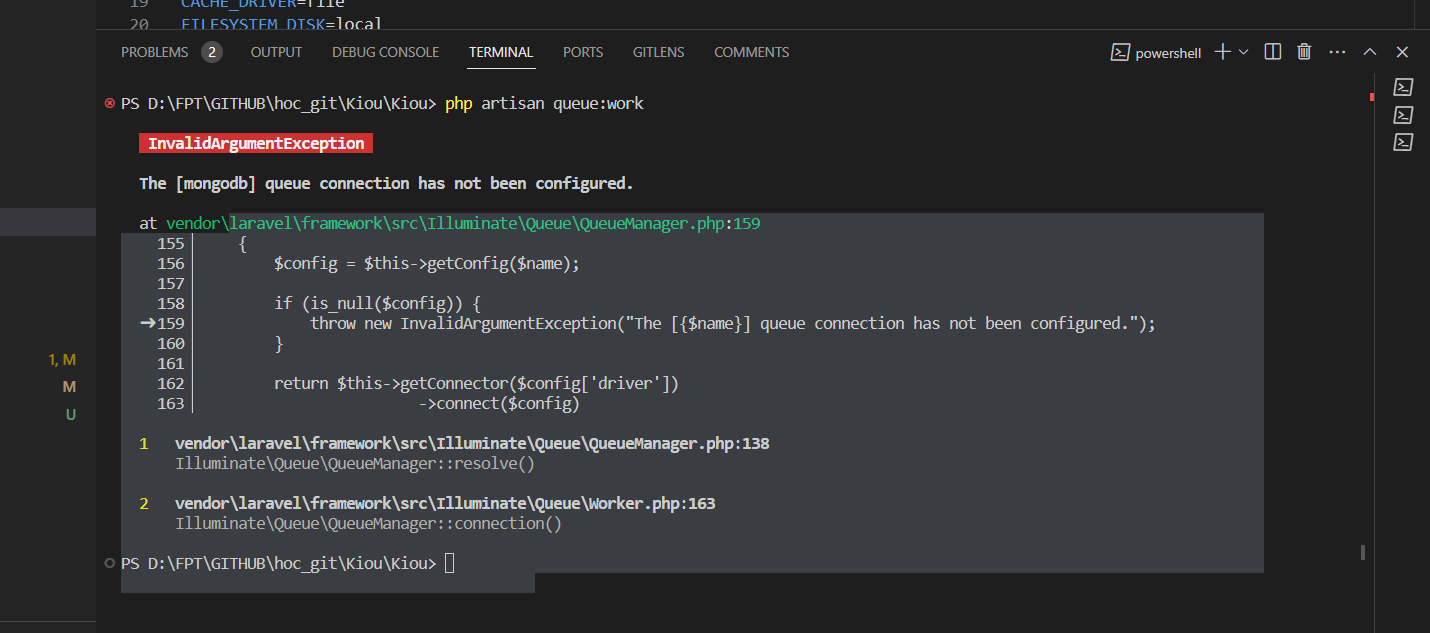 19 CACHE_DRIVER=file
20 FILESYSTEM_DISK=local
PROBLEMS 2 OUTPUT DEBUG CONSOLE TERMINAL PORTS GITLENS COMMENTS powershell
PS D:\FPT\GITHUB\hoc_git\Kiou\Kiou> php artisan queue:work
InvalidArgumentException
The [mongodb] queue connection has not been configured.
at vendor\laravel\framework\src\Illuminate\Queue\QueueManager.php:159
155 {
156 $config = $this->getConfig($name);
157
158 if (is_null($config)) {
➜159 throw new InvalidArgumentException("The [{$name}] queue connection has not been configured.");
160 }
161
162 return $this->getConnector($config['driver'])
163 ->connect($config)
1 vendor\laravel\framework\src\Illuminate\Queue\QueueManager.php:138
Illuminate\Queue\QueueManager::resolve()
2 vendor\laravel\framework\src\Illuminate\Queue\Worker.php:163
Illuminate\Queue\QueueManager::connection()
PS D:\FPT\GITHUB\hoc_git\Kiou\Kiou>
1, M
M
U